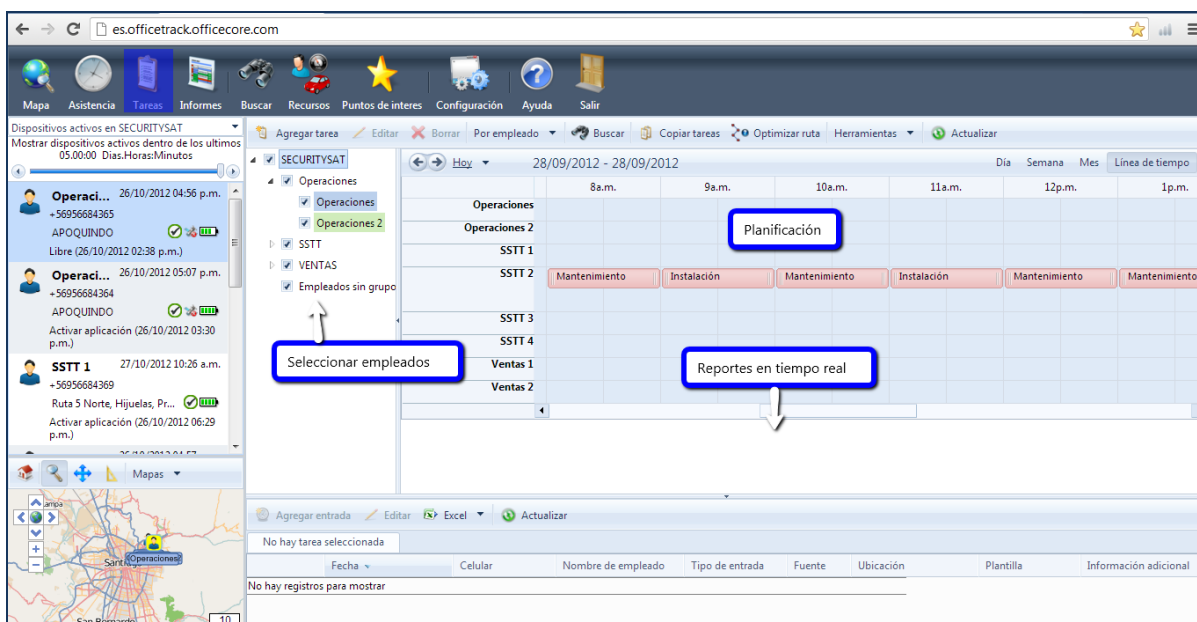 es.officetrack.officecore.com
Mapa Asistencia Tareas Informes Buscar Recursos Puntos de interes Configuración Ayuda Salir
Dispositivos activos en SECURITYSAT
Mostrar dispositivos activos dentro de los ultimos
05.00:00 Dias.Horas:Minutos
Operaci... 26/10/2012 04:56 p.m.
+56956684365
APOQUINDO
Libre (26/10/2012 02:38 p.m.)
Operaci... 26/10/2012 05:07 p.m.
+56956684364
APOQUINDO
Activar aplicación (26/10/2012 03:30
p.m.)
SSTT 1 27/10/2012 10:26 a.m.
+56956684369
Ruta 5 Norte, Hijuelas, Pr...
Activar aplicación (26/10/2012 06:29
p.m.)
Mapas
Operaciones
10
Agregar tarea Editar Borrar Por empleado Buscar Copiar tareas Optimizar ruta Herramientas Actualizar
SECURITYSAT
Operaciones
Operaciones
Operaciones 2
SSTT
VENTAS
Empleados sin grupo
Seleccionar empleados
Hoy 28/09/2012 - 28/09/2012 Día Semana Mes Línea de tiempo
8a.m. 9a.m. 10a.m. 11a.m. 12p.m. 1p.m.
Operaciones
Operaciones 2
Planificación
SSTT 1
SSTT 2 Mantenimiento Instalación Mantenimiento Instalación Mantenimiento Mantenimiento
SSTT 3
SSTT 4
Ventas 1
Reportes en tiempo real
Ventas 2
Agregar entrada Editar Excel Actualizar
No hay tarea seleccionada
Fecha Celular Nombre de empleado Tipo de entrada Fuente Ubicación Plantilla Información adicional
No hay registros para mostrar